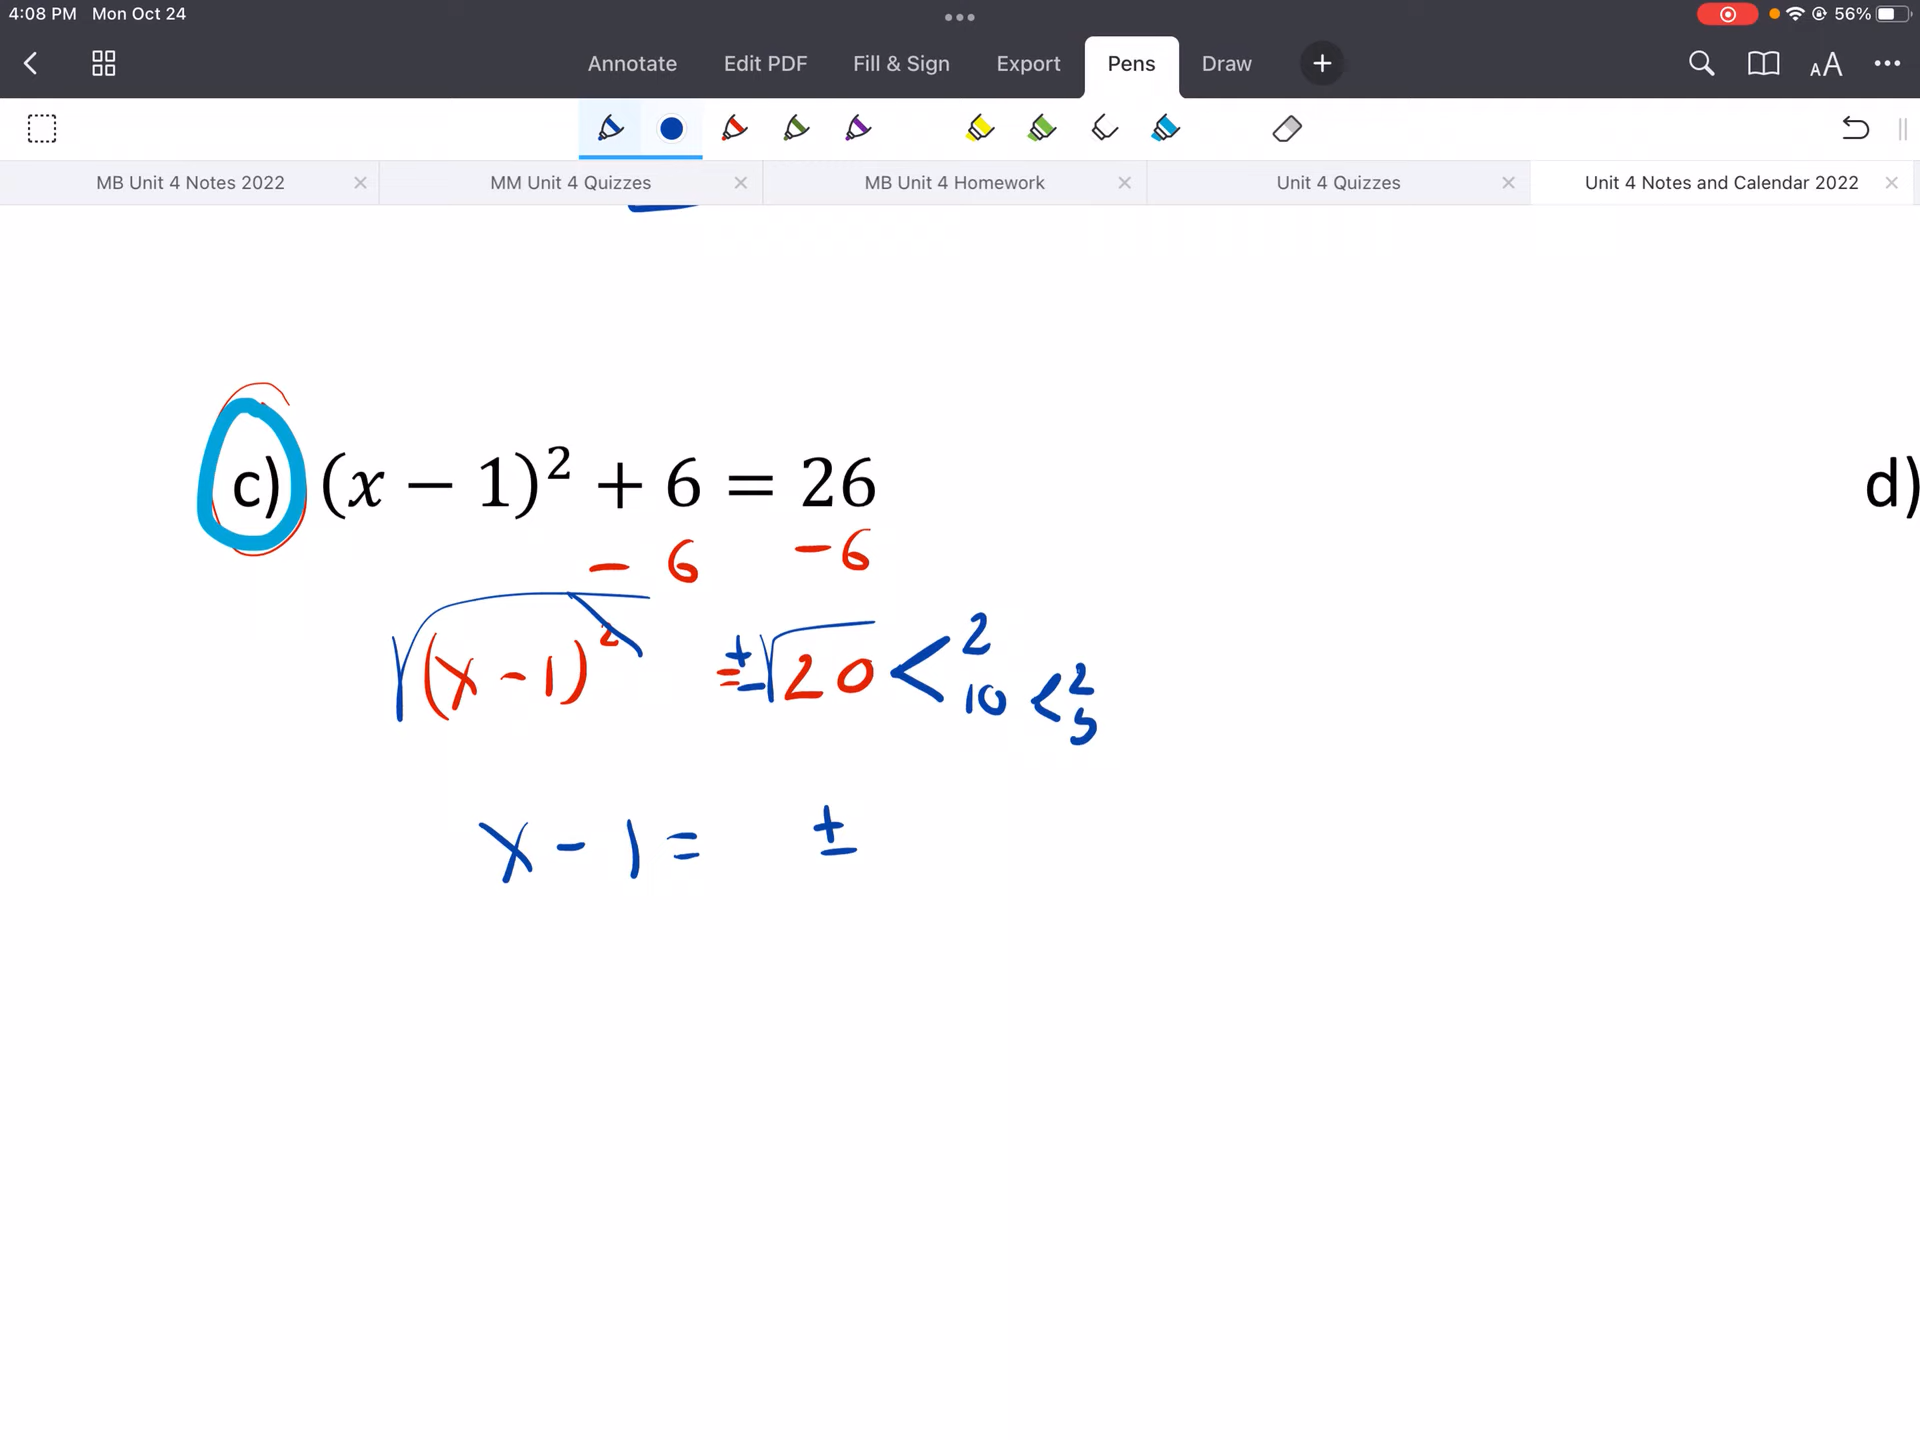 4:08 PM Mon Oct 24
56%
Annotate Edit PDF Fill & Sign Export Pens Draw
AA
MB Unit 4 Notes 2022 MM Unit 4 Quizzes MB Unit 4 Homework Unit 4 Quizzes Unit 4 Notes and Calendar 2022
c) (x − 1)² + 6 = 26
d)
− 6 − 6
√(x − 1)² = ± √20 < 2
10 < 2
5
x − 1 = ±